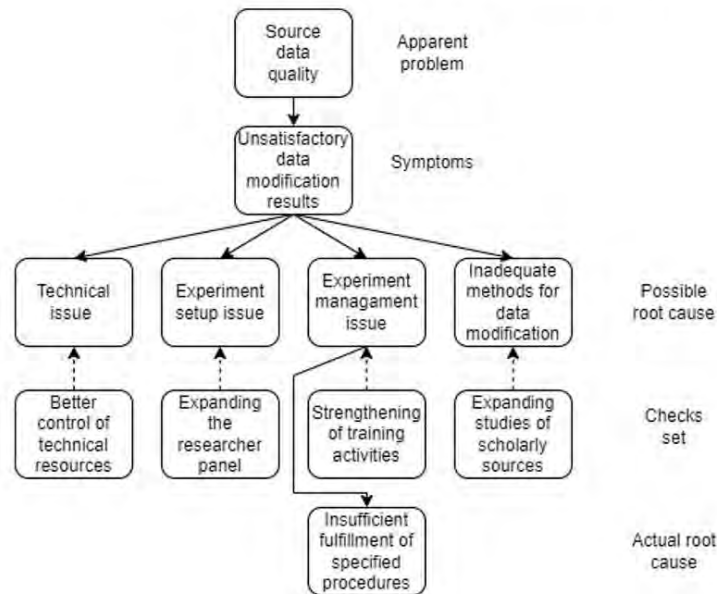 Source
data
quality
Apparent
problem
Unsatisfactory
data
modification
results
Symptoms
Technical
issue
Experiment
setup issue
Experiment
managament
issue
Inadequate
methods for
data
modification
Possible
root cause
Better
control of
technical
resources
Expanding
the
researcher
panel
Strengthening
of training
activities
Expanding
studies of
scholarly
sources
Checks
set
Insufficient
fulfillment of
specified
procedures
Actual root
cause